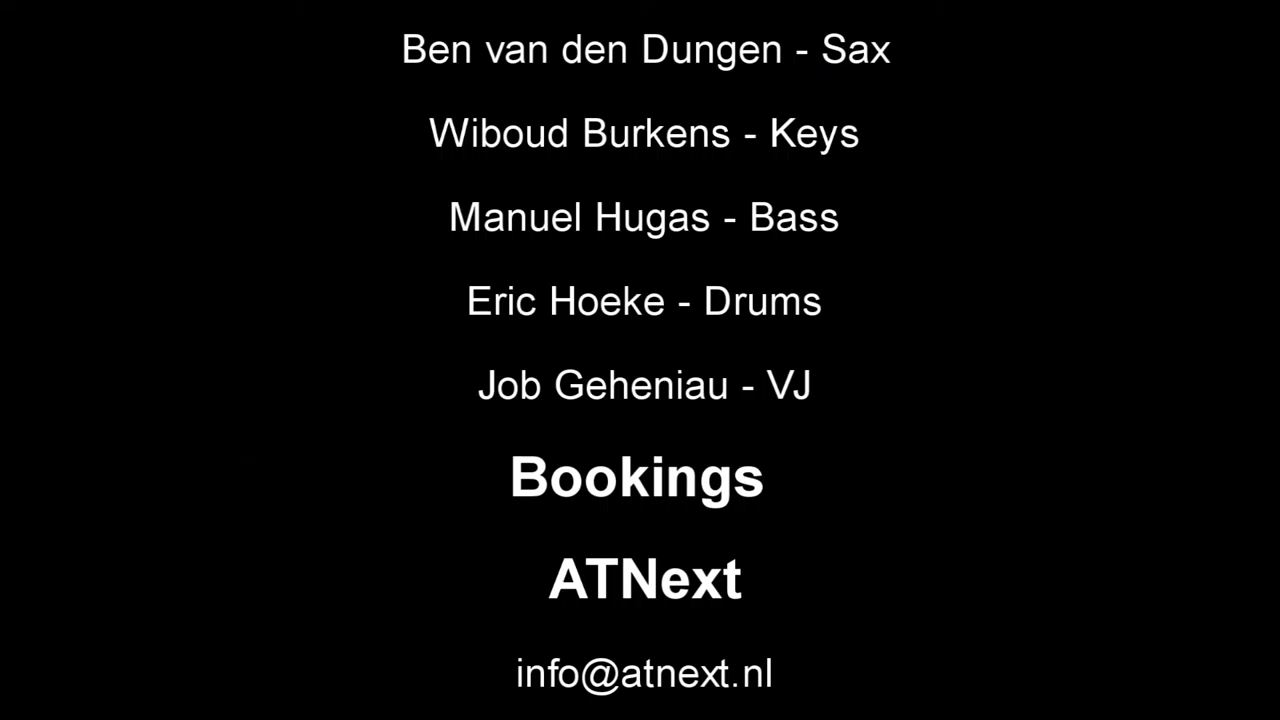 Ben van den Dungen - Sax
Wiboud Burkens - Keys
Manuel Hugas - Bass
Eric Hoeke - Drums
Job Geheniau - VJ
Bookings
ATNext
info@atnext.nl